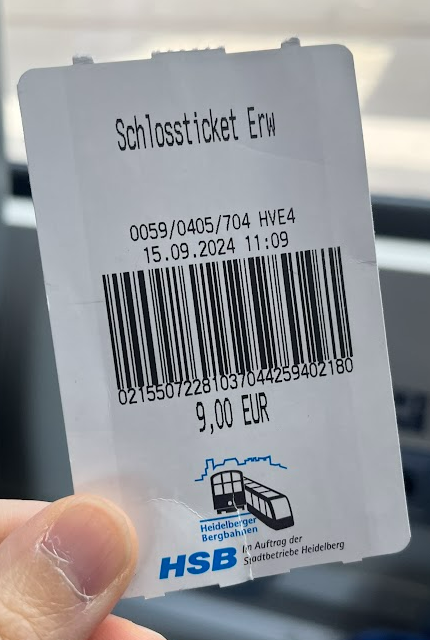 Schlossticket Erw
0059/0405/704 HVE4
15.09.2024 11:09
02155072281037044259402180
9,00 EUR
Heidelberger
Bergbahnen
HSB
Im Auftrag der
Stadtbetriebe Heidelberg